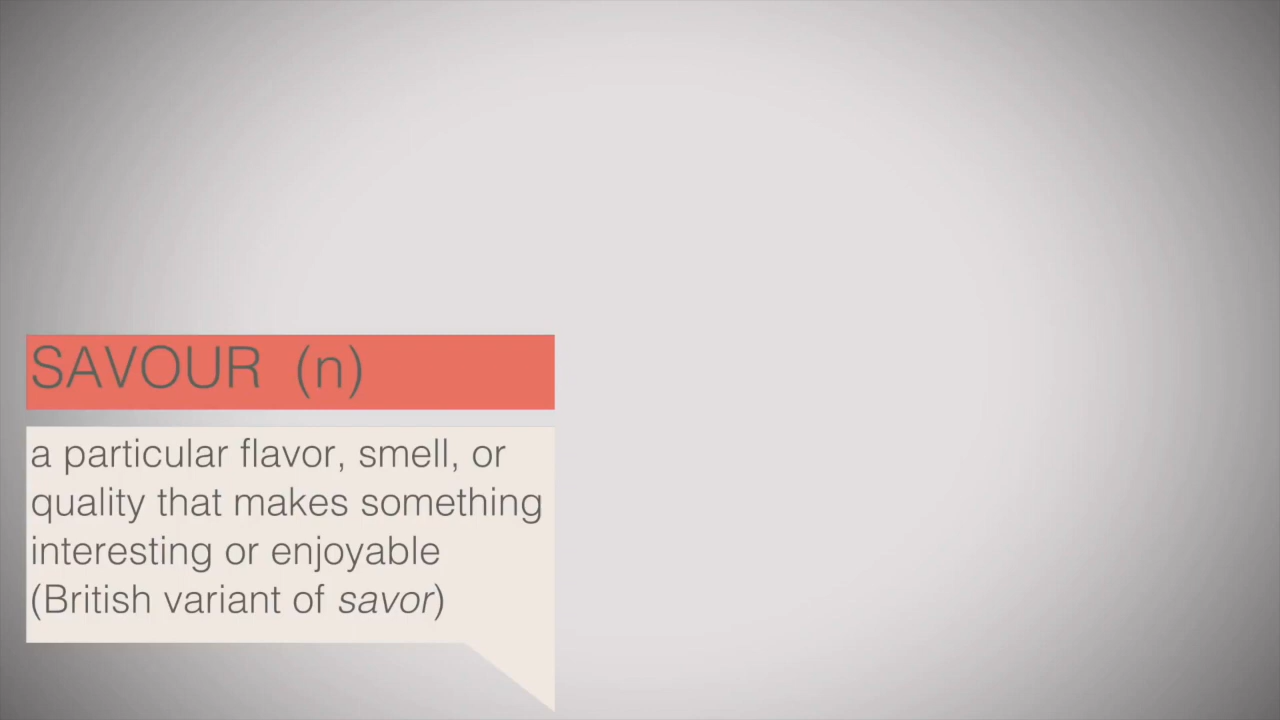 SAVOUR (n)
a particular flavor, smell, or
quality that makes something
interesting or enjoyable
(British variant of savor)